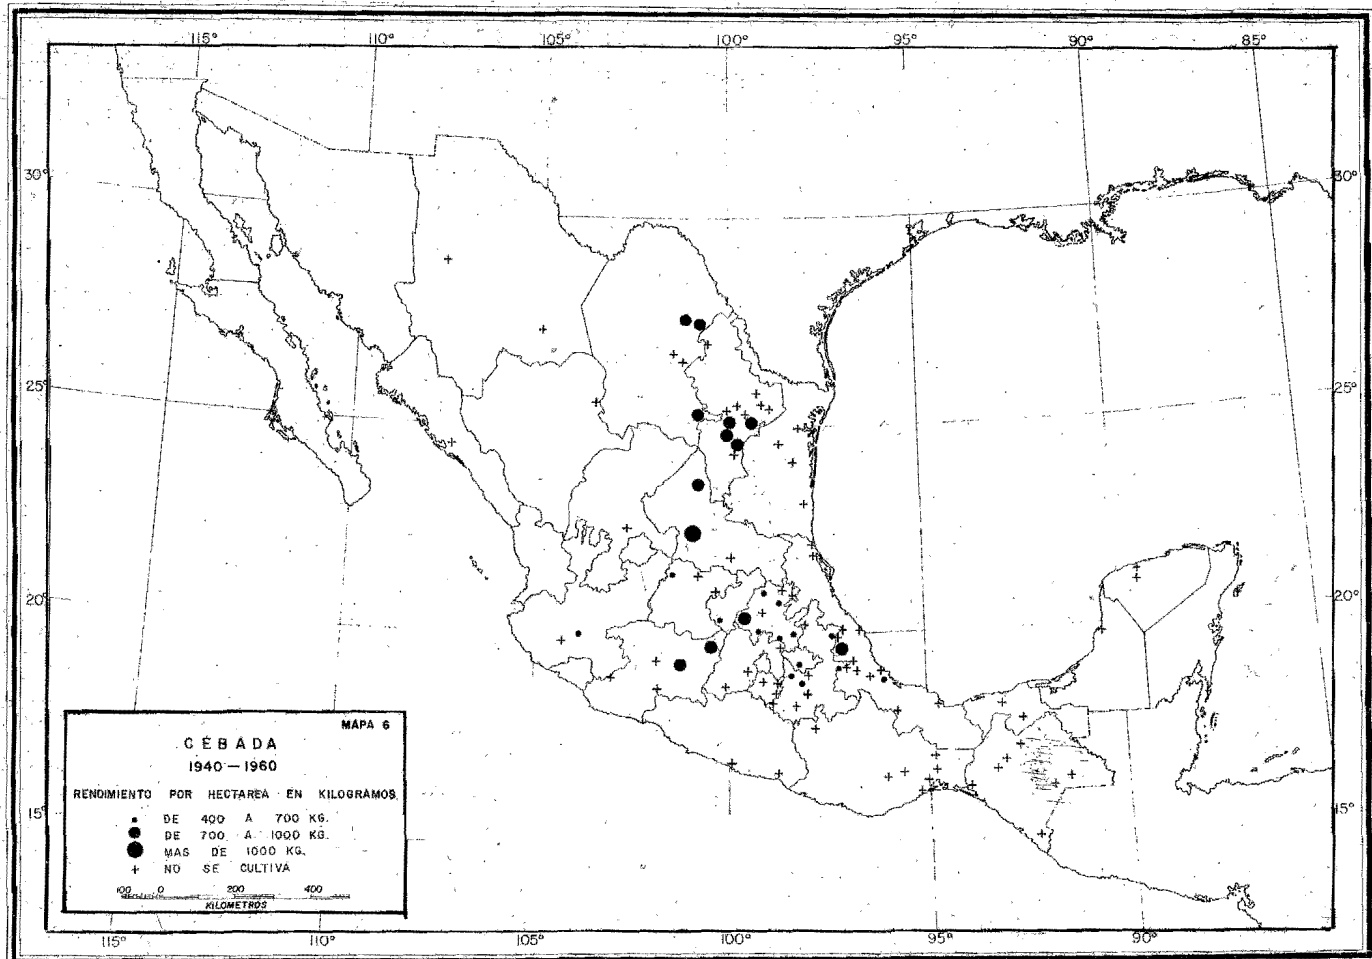 115° 110° 105° 100° 95° 90° 85°
30° 30°
25° 25°
20° 20°
15° 15°
MAPA 6
CEBADA
1940—1960
RENDIMIENTO POR HECTAREA EN KILOGRAMOS
DE 400 A 700 KG.
DE 700 A 1000 KG.
MAS DE 1000 KG.
NO SE CULTIVA
100 0 200 400
KILOMETROS
115° 110° 105° 100° 95° 90°